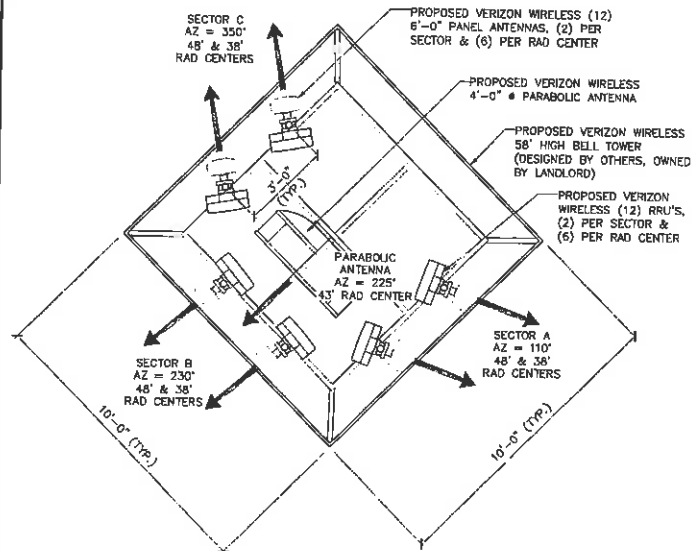 SECTOR C
AZ = 350°
48' & 38'
RAD CENTERS
PROPOSED VERIZON WIRELESS (12)
6'-0" PANEL ANTENNAS, (2) PER
SECTOR & (6) PER RAD CENTER
PROPOSED VERIZON WIRELESS
4'-0" ø PARABOLIC ANTENNA
PROPOSED VERIZON WIRELESS
58' HIGH BELL TOWER
(DESIGNED BY OTHERS, OWNED
BY LANDLORD)
PROPOSED VERIZON
WIRELESS (12) RRU'S,
(2) PER SECTOR &
(6) PER RAD CENTER
3'-0"
(TYP.)
PARABOLIC
ANTENNA
AZ = 225°
43' RAD CENTER
SECTOR A
AZ = 110°
48' & 38'
RAD CENTERS
SECTOR B
AZ = 230°
48' & 38'
RAD CENTERS
10'-0" (TYP.)
10'-0" (TYP.)